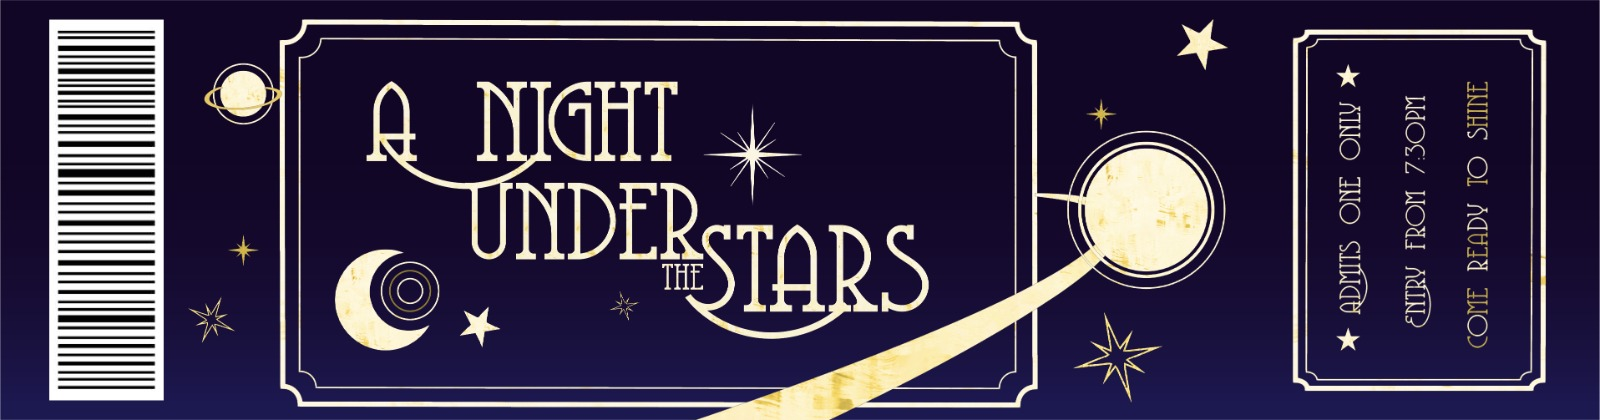 A NIGHT
UNDER
THE STARS
★ ADMITS ONE ONLY ★
ENTRY FROM 7:30PM
COME READY TO SHINE